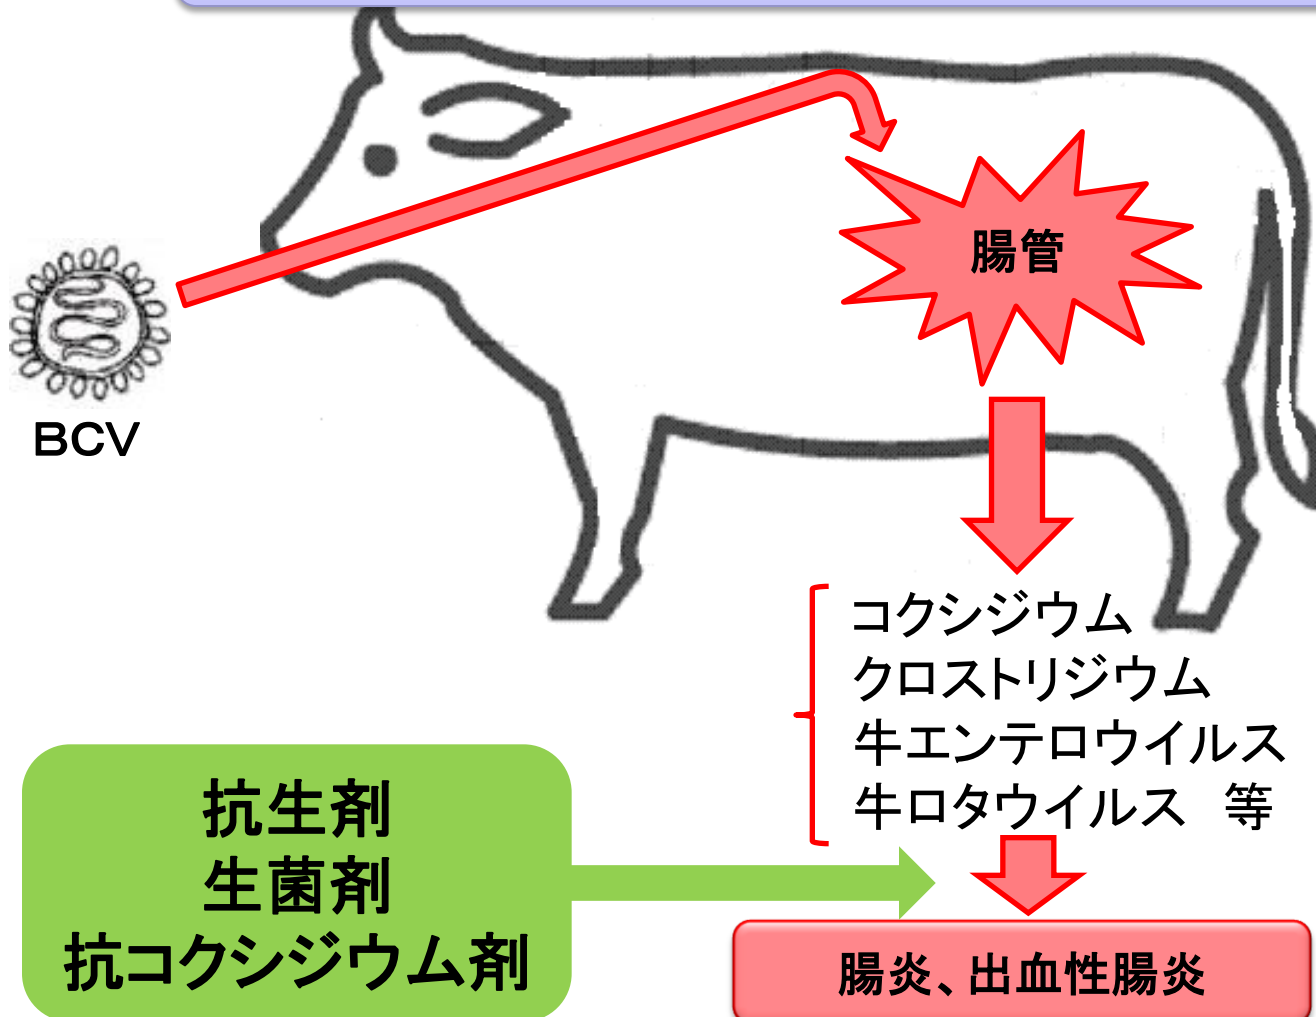 腸管
BCV
コクシジウム
クロストリジウム
牛エンテロウイルス
牛ロタウイルス　等
抗生剤
生菌剤
抗コクシジウム剤
腸炎、出血性腸炎